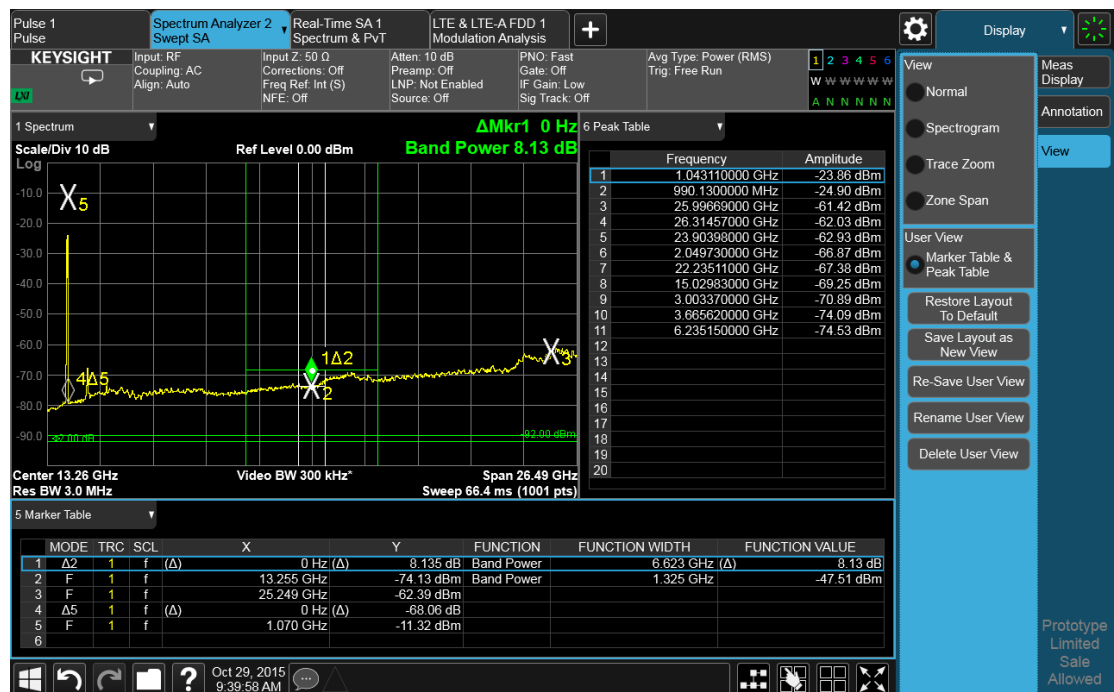 Pulse 1
Pulse
Spectrum Analyzer 2
Swept SA
Real-Time SA 1
Spectrum & PvT
LTE & LTE-A FDD 1
Modulation Analysis
Display
KEYSIGHT
LXI
Input: RF
Coupling: AC
Align: Auto
Input Z: 50 Ω
Corrections: Off
Freq Ref: Int (S)
NFE: Off
Atten: 10 dB
Preamp: Off
LNP: Not Enabled
Source: Off
PNO: Fast
Gate: Off
IF Gain: Low
Sig Track: Off
Avg Type: Power (RMS)
Trig: Free Run
1 2 3 4 5 6
W W W W W W
A N N N N N
1 Spectrum
Scale/Div 10 dB
Log
Ref Level 0.00 dBm
ΔMkr1 0 Hz
Band Power 8.13 dB
-10.0
-20.0
-30.0
-40.0
-50.0
-60.0
-70.0
-80.0
-90.0
5
4Δ5
1Δ2
2
3
-92.00 dBm
Center 13.26 GHz
Res BW 3.0 MHz
Video BW 300 kHz*
Span 26.49 GHz
Sweep 66.4 ms (1001 pts)
6 Peak Table
Frequency Amplitude
1 1.043110000 GHz -23.86 dBm
2 990.1300000 MHz -24.90 dBm
3 25.99669000 GHz -61.42 dBm
4 26.31457000 GHz -62.03 dBm
5 23.90398000 GHz -62.93 dBm
6 2.049730000 GHz -66.87 dBm
7 22.23511000 GHz -67.38 dBm
8 15.02983000 GHz -69.25 dBm
9 3.003370000 GHz -70.89 dBm
10 3.665620000 GHz -74.09 dBm
11 6.235150000 GHz -74.53 dBm
12
13
14
15
16
17
18
19
20
5 Marker Table
MODE TRC SCL X Y FUNCTION FUNCTION WIDTH FUNCTION VALUE
1 Δ2 1 f (Δ) 0 Hz (Δ) 8.135 dB Band Power 6.623 GHz (Δ) 8.13 dB
2 F 1 f 13.255 GHz -74.13 dBm Band Power 1.325 GHz -47.51 dBm
3 F 1 f 25.249 GHz -62.39 dBm
4 Δ5 1 f (Δ) 0 Hz (Δ) -68.06 dB
5 F 1 f 1.070 GHz -11.32 dBm
6
View
Normal
Spectrogram
Trace Zoom
Zone Span
User View
Marker Table &
Peak Table
Restore Layout
To Default
Save Layout as
New View
Re-Save User View
Rename User View
Delete User View
Meas
Display
Annotation
View
Prototype
Limited
Sale
Allowed
?
Oct 29, 2015
9:39:58 AM